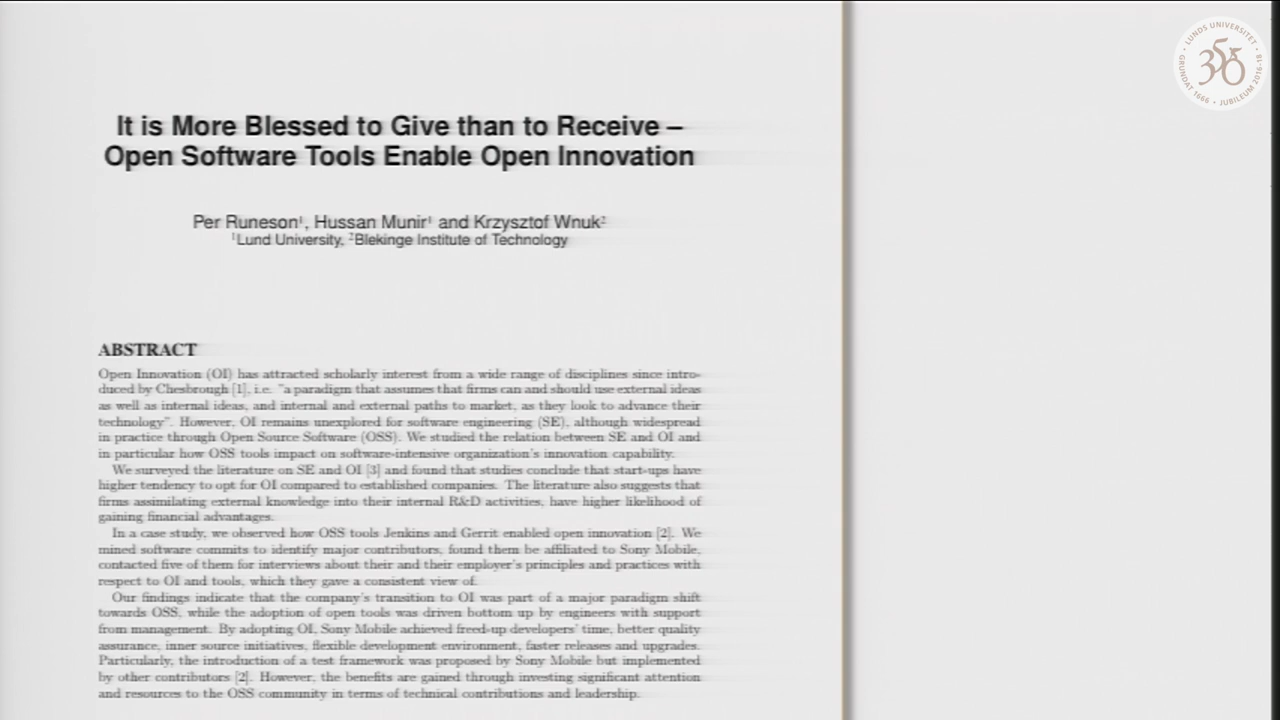 It is More Blessed to Give than to Receive –
Open Software Tools Enable Open Innovation
Per Runeson¹, Hussan Munir¹ and Krzysztof Wnuk²
¹Lund University, ²Blekinge Institute of Technology
ABSTRACT
Open Innovation (OI) has attracted scholarly interest from a wide range of disciplines since intro-
duced by Chesbrough [1], i.e. "a paradigm that assumes that firms can and should use external ideas
as well as internal ideas, and internal and external paths to market, as they look to advance their
technology". However, OI remains unexplored for software engineering (SE), although widespread
in practice through Open Source Software (OSS). We studied the relation between SE and OI and
in particular how OSS tools impact on software-intensive organization's innovation capability.
We surveyed the literature on SE and OI [3] and found that studies conclude that start-ups have
higher tendency to opt for OI compared to established companies. The literature also suggests that
firms assimilating external knowledge into their internal R&D activities, have higher likelihood of
gaining financial advantages.
In a case study, we observed how OSS tools Jenkins and Gerrit enabled open innovation [2]. We
mined software commits to identify major contributors, found them be affiliated to Sony Mobile,
contacted five of them for interviews about their and their employer's principles and practices with
respect to OI and tools, which they gave a consistent view of.
Our findings indicate that the company's transition to OI was part of a major paradigm shift
towards OSS, while the adoption of open tools was driven bottom up by engineers with support
from management. By adopting OI, Sony Mobile achieved freed-up developers' time, better quality
assurance, inner source initiatives, flexible development environment, faster releases and upgrades.
Particularly, the introduction of a test framework was proposed by Sony Mobile but implemented
by other contributors [2]. However, the benefits are gained through investing significant attention
and resources to the OSS community in terms of technical contributions and leadership.
LUNDS UNIVERSITET
350
GRUNDAT 1666 • JUBILEUM 2016-18